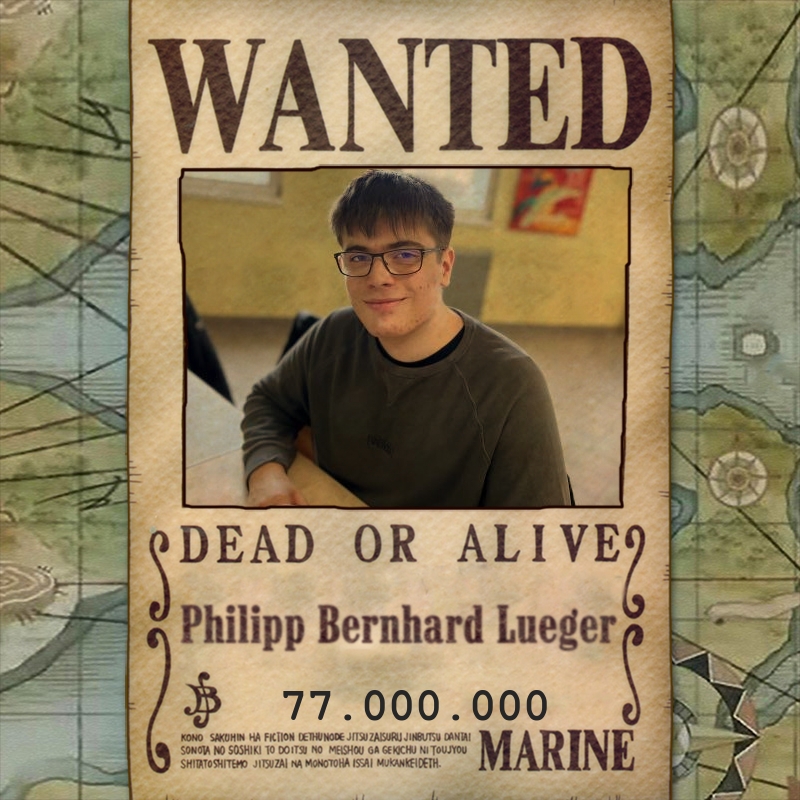 WANTED
DEAD OR ALIVE
Philipp Bernhard Lueger
77.000.000
KONO SAKUHIN HA FICTION DETHUNODE JITSUZAISURU JINBUTSU DANTAI
SONOTA NO SOSHIKI TO DOITSU NO MEISHOU GA GEKICHU NI TOUJYOU
SHITATOSHITEMO JITSUZAI NA MONOTOHA ISSAI MUKANKEIDETH.
MARINE